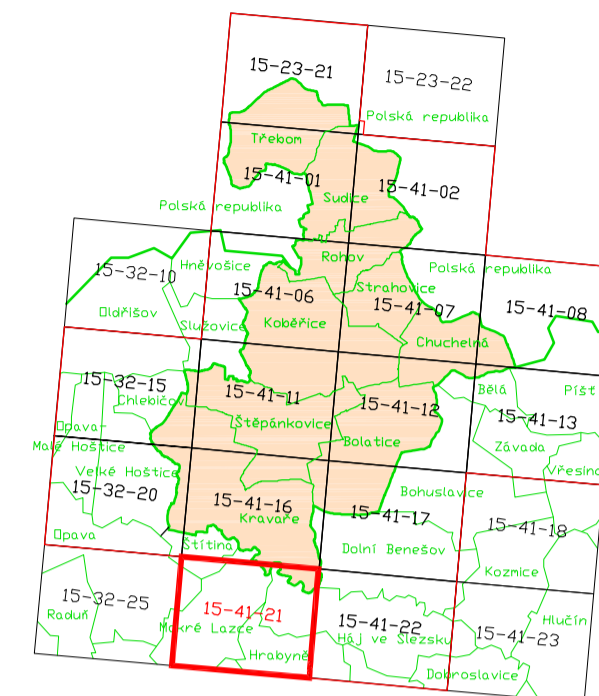 15-23-21
15-23-22
Polská republika
Třebom
15-41-01
15-41-02
Sudice
Polská republika
Rohov
Hněvošice
Polská republika
15-32-10
Strahovice
15-41-06
15-41-07
15-41-08
Oldřišov
Služovice
Kobeřice
Chuchelná
15-32-15
Chlebičov
15-41-11
15-41-12
Bělá
Píšť
15-41-13
Opava-
Štěpánkovice
Malé Hoštice
Bolatice
Závada
Velké Hoštice
Vřesina
15-32-20
15-41-16
Bohuslavice
Kravaře
15-41-17
15-41-18
Opava
Štítina
Dolní Benešov
Kozmice
15-32-25
15-41-21
Raduň
Mokré Lazce
15-41-22
Hlučín
Háj ve Slezsku
15-41-23
Hrabyně
Dobroslavice